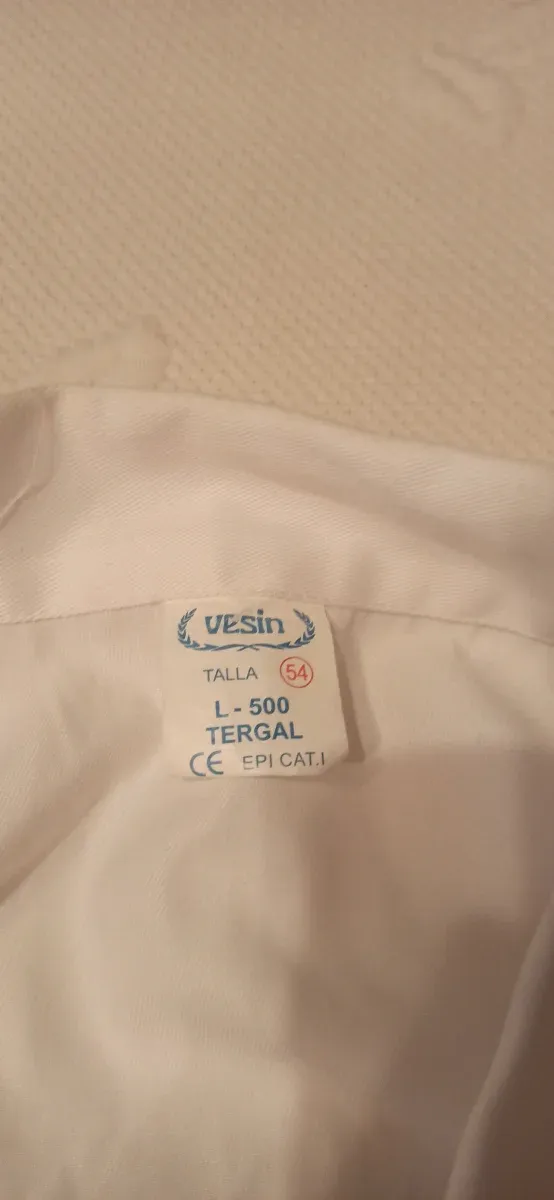 VESin
TALLA 54
L - 500
TERGAL
CE EPI CAT.I